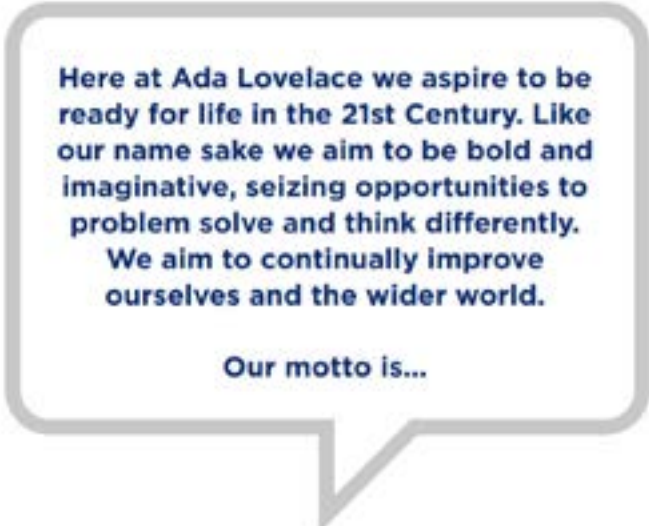 Here at Ada Lovelace we aspire to be
ready for life in the 21st Century. Like
our name sake we aim to be bold and
imaginative, seizing opportunities to
problem solve and think differently.
We aim to continually improve
ourselves and the wider world.
Our motto is...